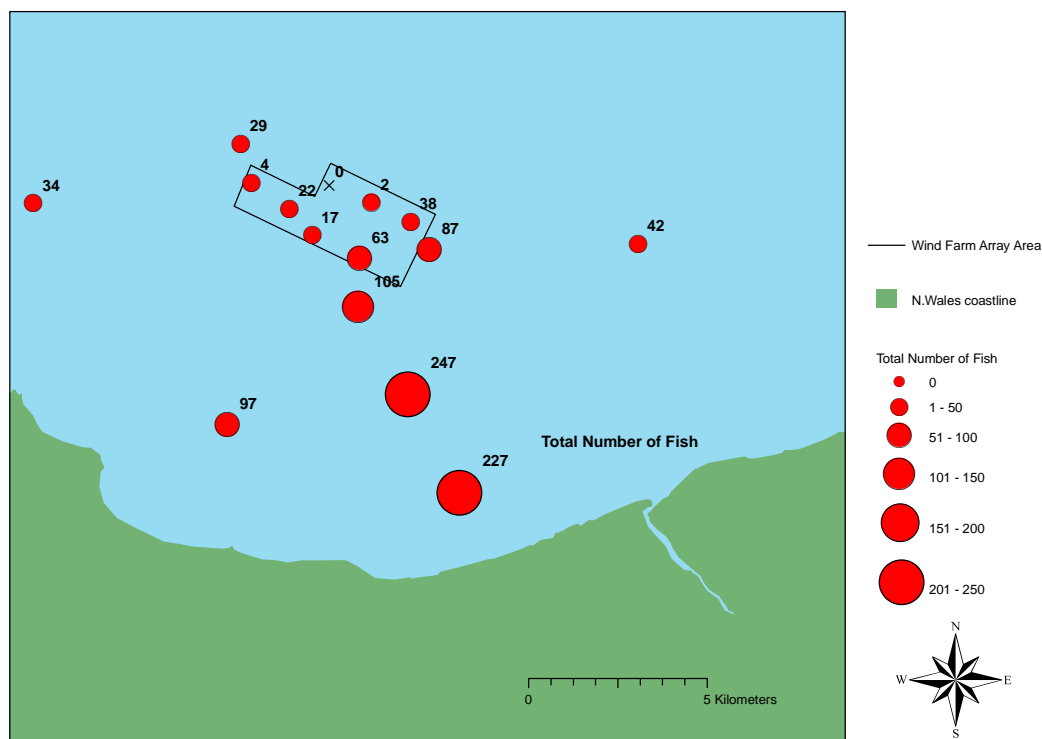 29
4
0
34
22
2
38
17
87
63
42
105
247
97
Total Number of Fish
227
0
5 Kilometers
Wind Farm Array Area
N.Wales coastline
Total Number of Fish
0
1 - 50
51 - 100
101 - 150
151 - 200
201 - 250
N
W
E
S